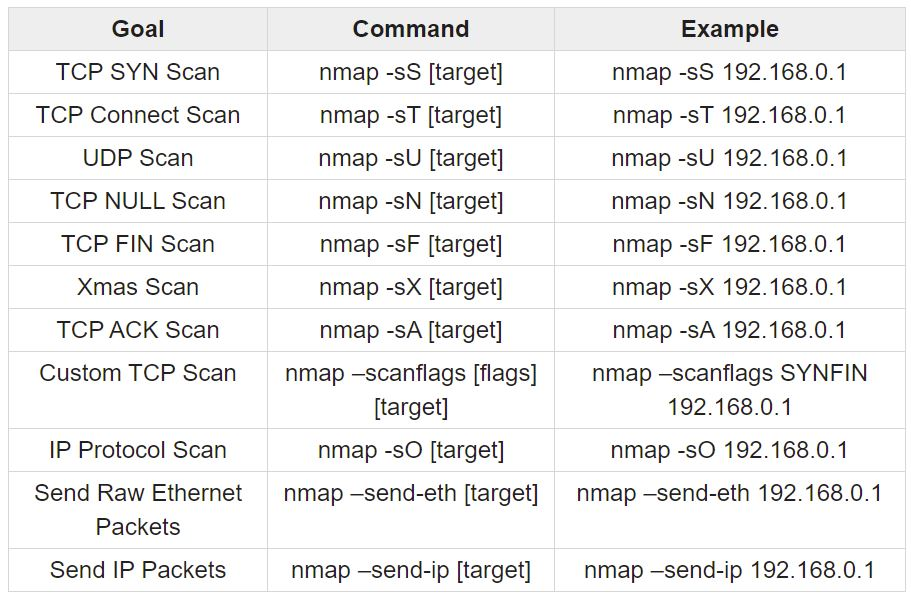 Goal Command Example
TCP SYN Scan nmap -sS [target] nmap -sS 192.168.0.1
TCP Connect Scan nmap -sT [target] nmap -sT 192.168.0.1
UDP Scan nmap -sU [target] nmap -sU 192.168.0.1
TCP NULL Scan nmap -sN [target] nmap -sN 192.168.0.1
TCP FIN Scan nmap -sF [target] nmap -sF 192.168.0.1
Xmas Scan nmap -sX [target] nmap -sX 192.168.0.1
TCP ACK Scan nmap -sA [target] nmap -sA 192.168.0.1
Custom TCP Scan nmap –scanflags [flags] nmap –scanflags SYNFIN
[target] 192.168.0.1
IP Protocol Scan nmap -sO [target] nmap -sO 192.168.0.1
Send Raw Ethernet nmap –send-eth [target] nmap –send-eth 192.168.0.1
Packets
Send IP Packets nmap –send-ip [target] nmap –send-ip 192.168.0.1